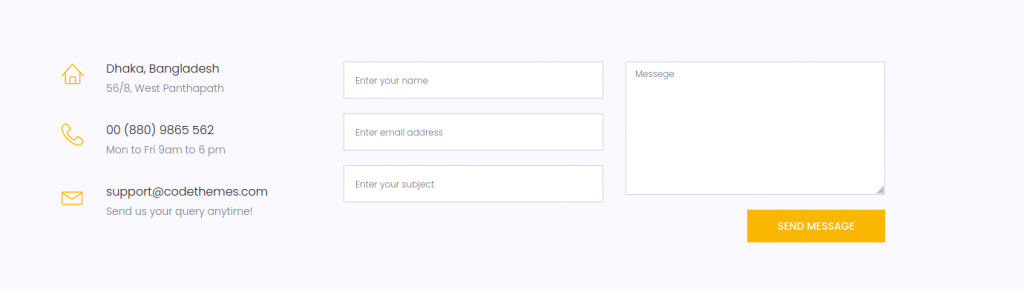 Dhaka, Bangladesh
56/8, West Panthapath
00 (880) 9865 562
Mon to Fri 9am to 6 pm
support@codethemes.com
Send us your query anytime!
Enter your name
Enter email address
Enter your subject
Messege
SEND MESSAGE